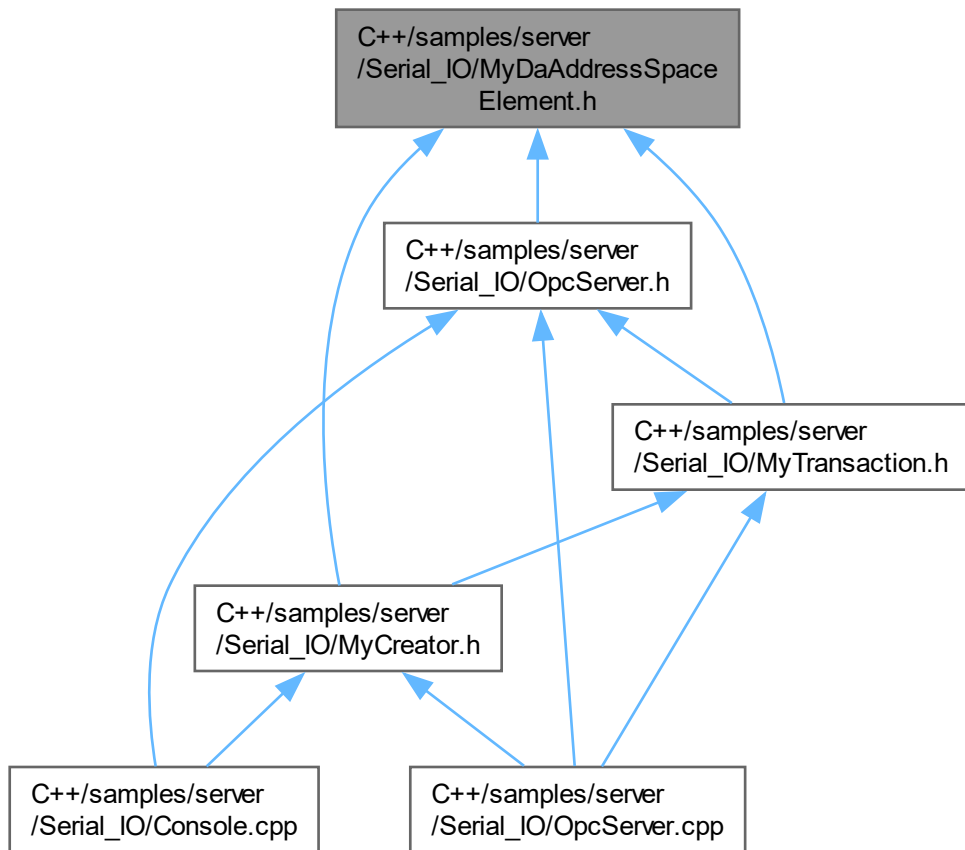 C++/samples/server
/Serial_IO/MyDaAddressSpace
Element.h
C++/samples/server
/Serial_IO/OpcServer.h
C++/samples/server
/Serial_IO/MyTransaction.h
C++/samples/server
/Serial_IO/MyCreator.h
C++/samples/server
/Serial_IO/Console.cpp
C++/samples/server
/Serial_IO/OpcServer.cpp